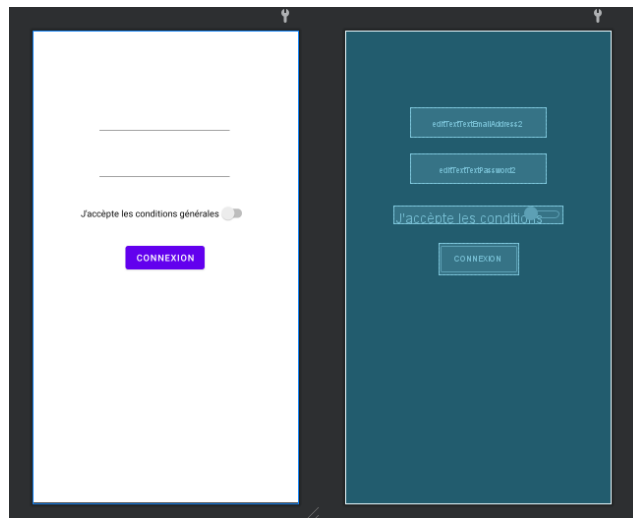 J'accèpte les conditions générales
CONNEXION
editTextTextEmailAddress2
editTextTextPassword2
J'accèpte les conditions
CONNEXION